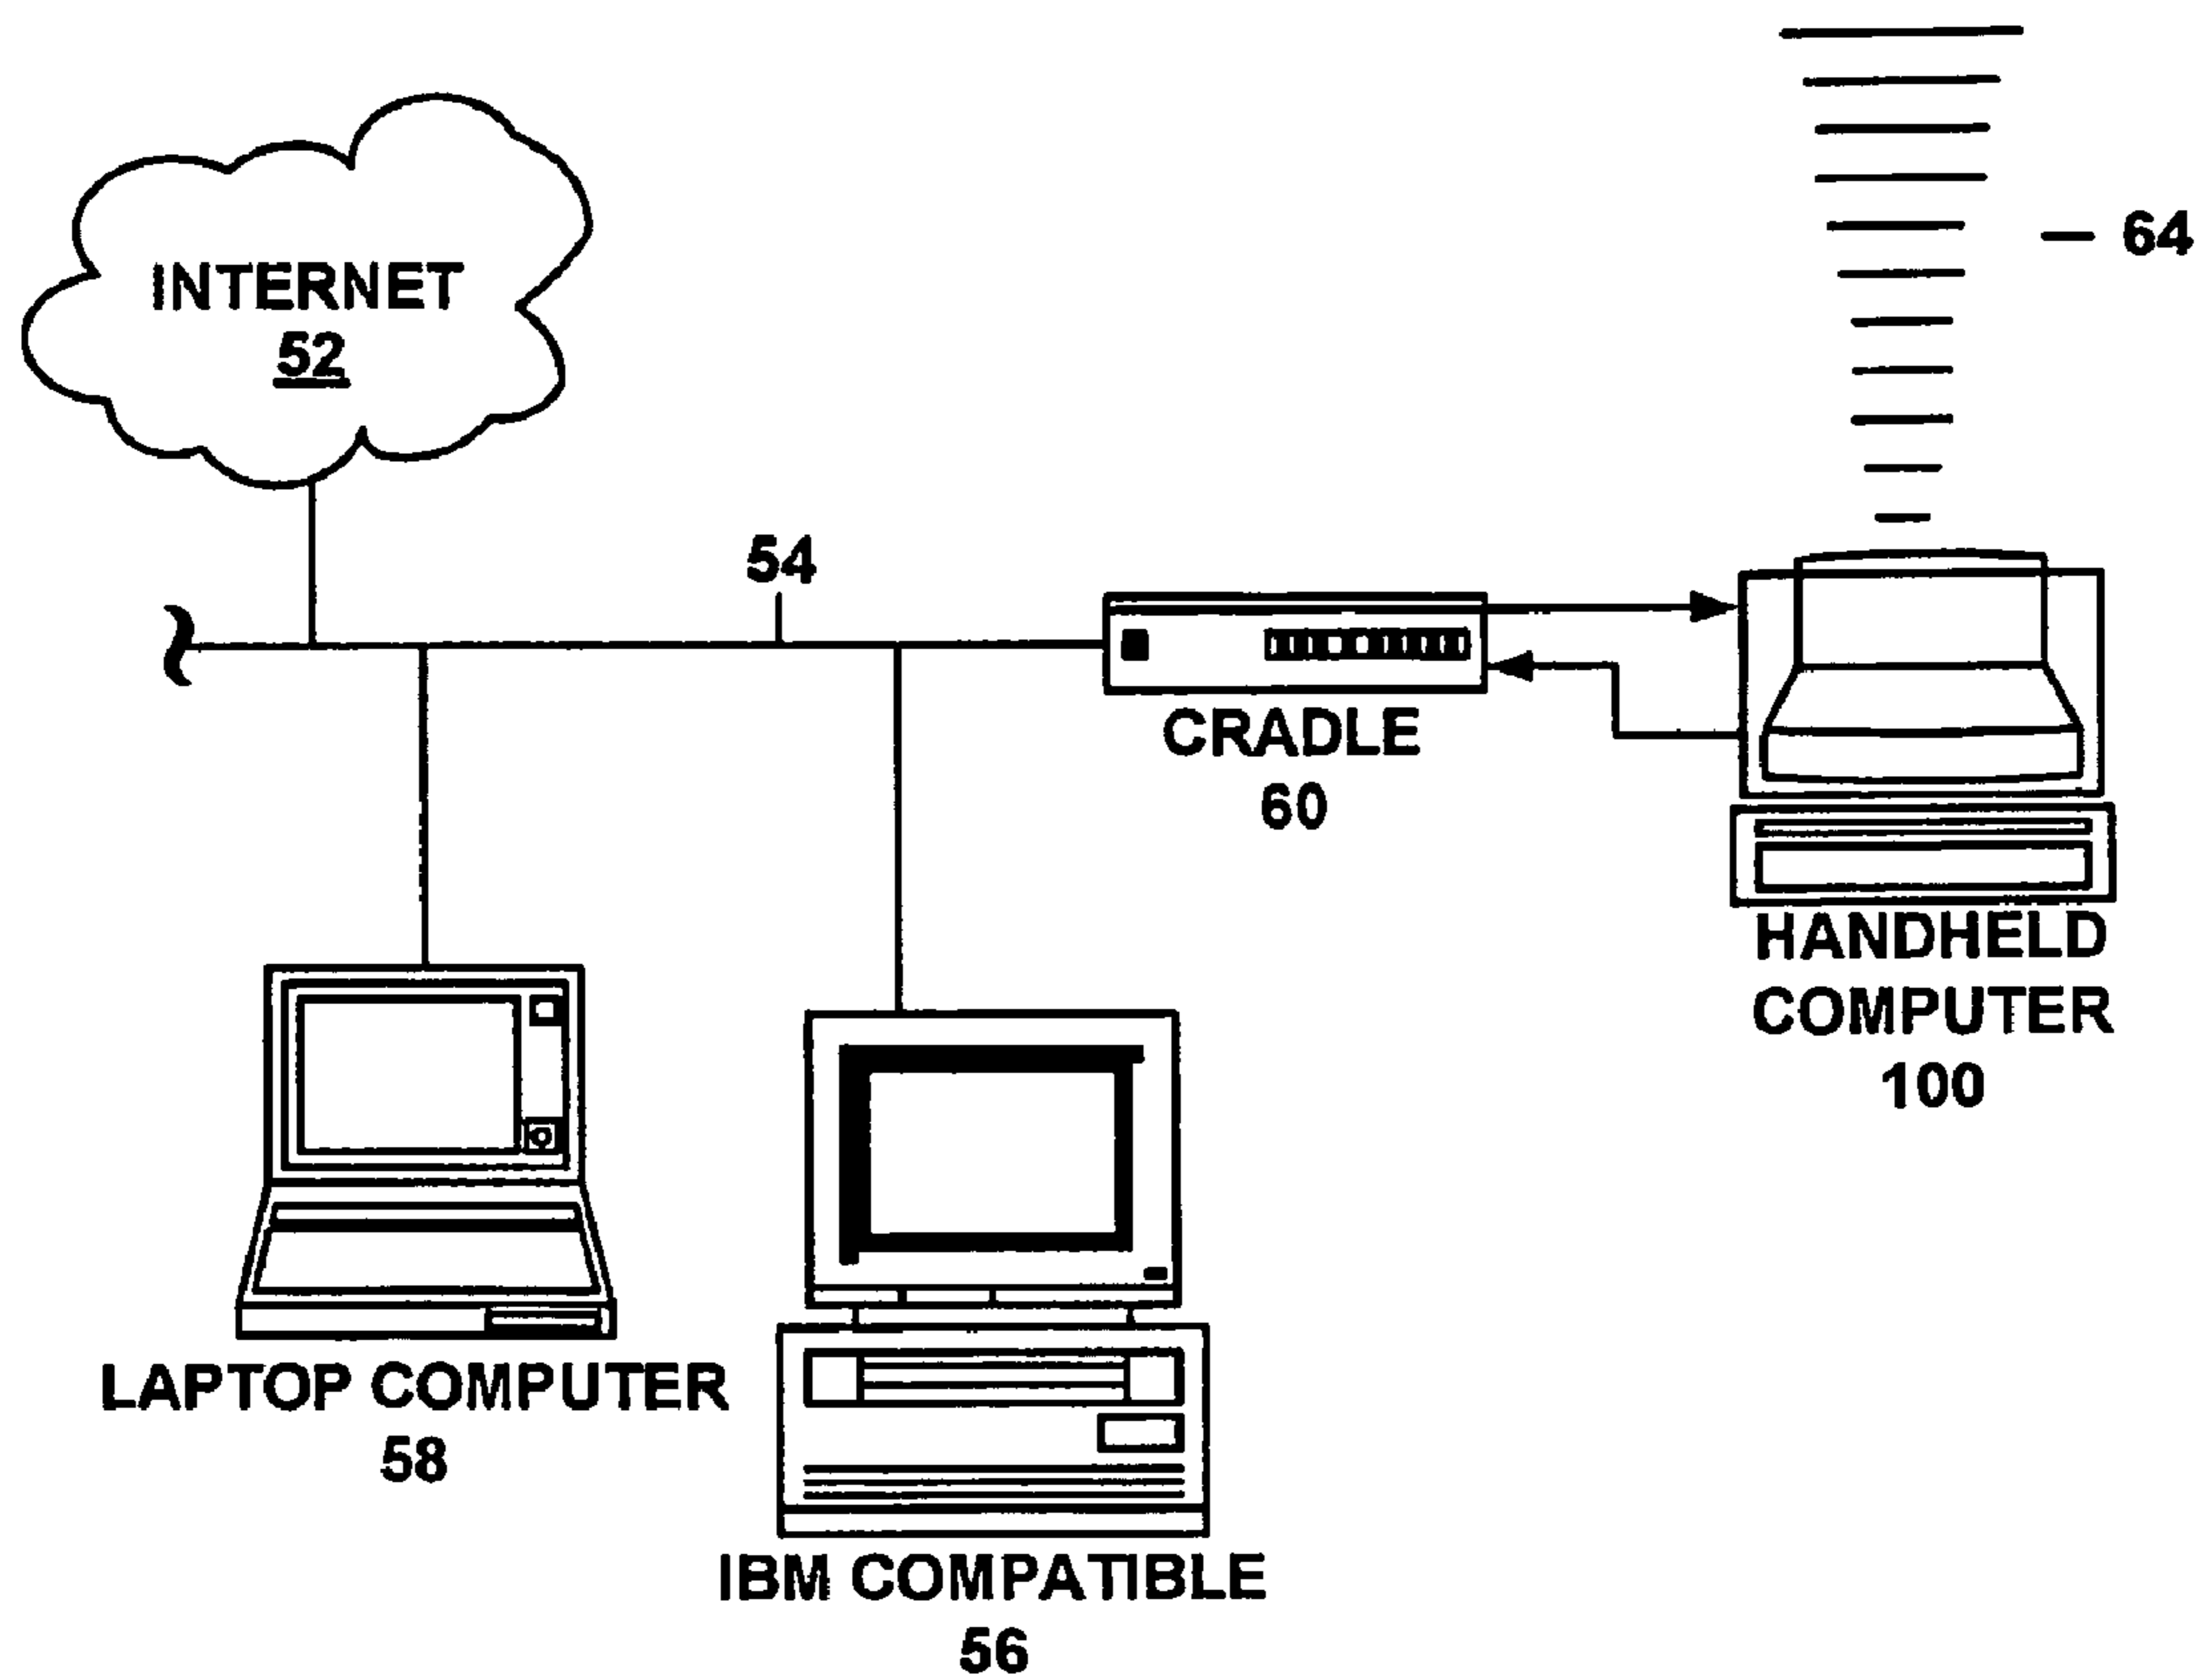 INTERNET
52
64
54
CRADLE
60
HANDHELD
COMPUTER
100
LAPTOP COMPUTER
58
IBM COMPATIBLE
56